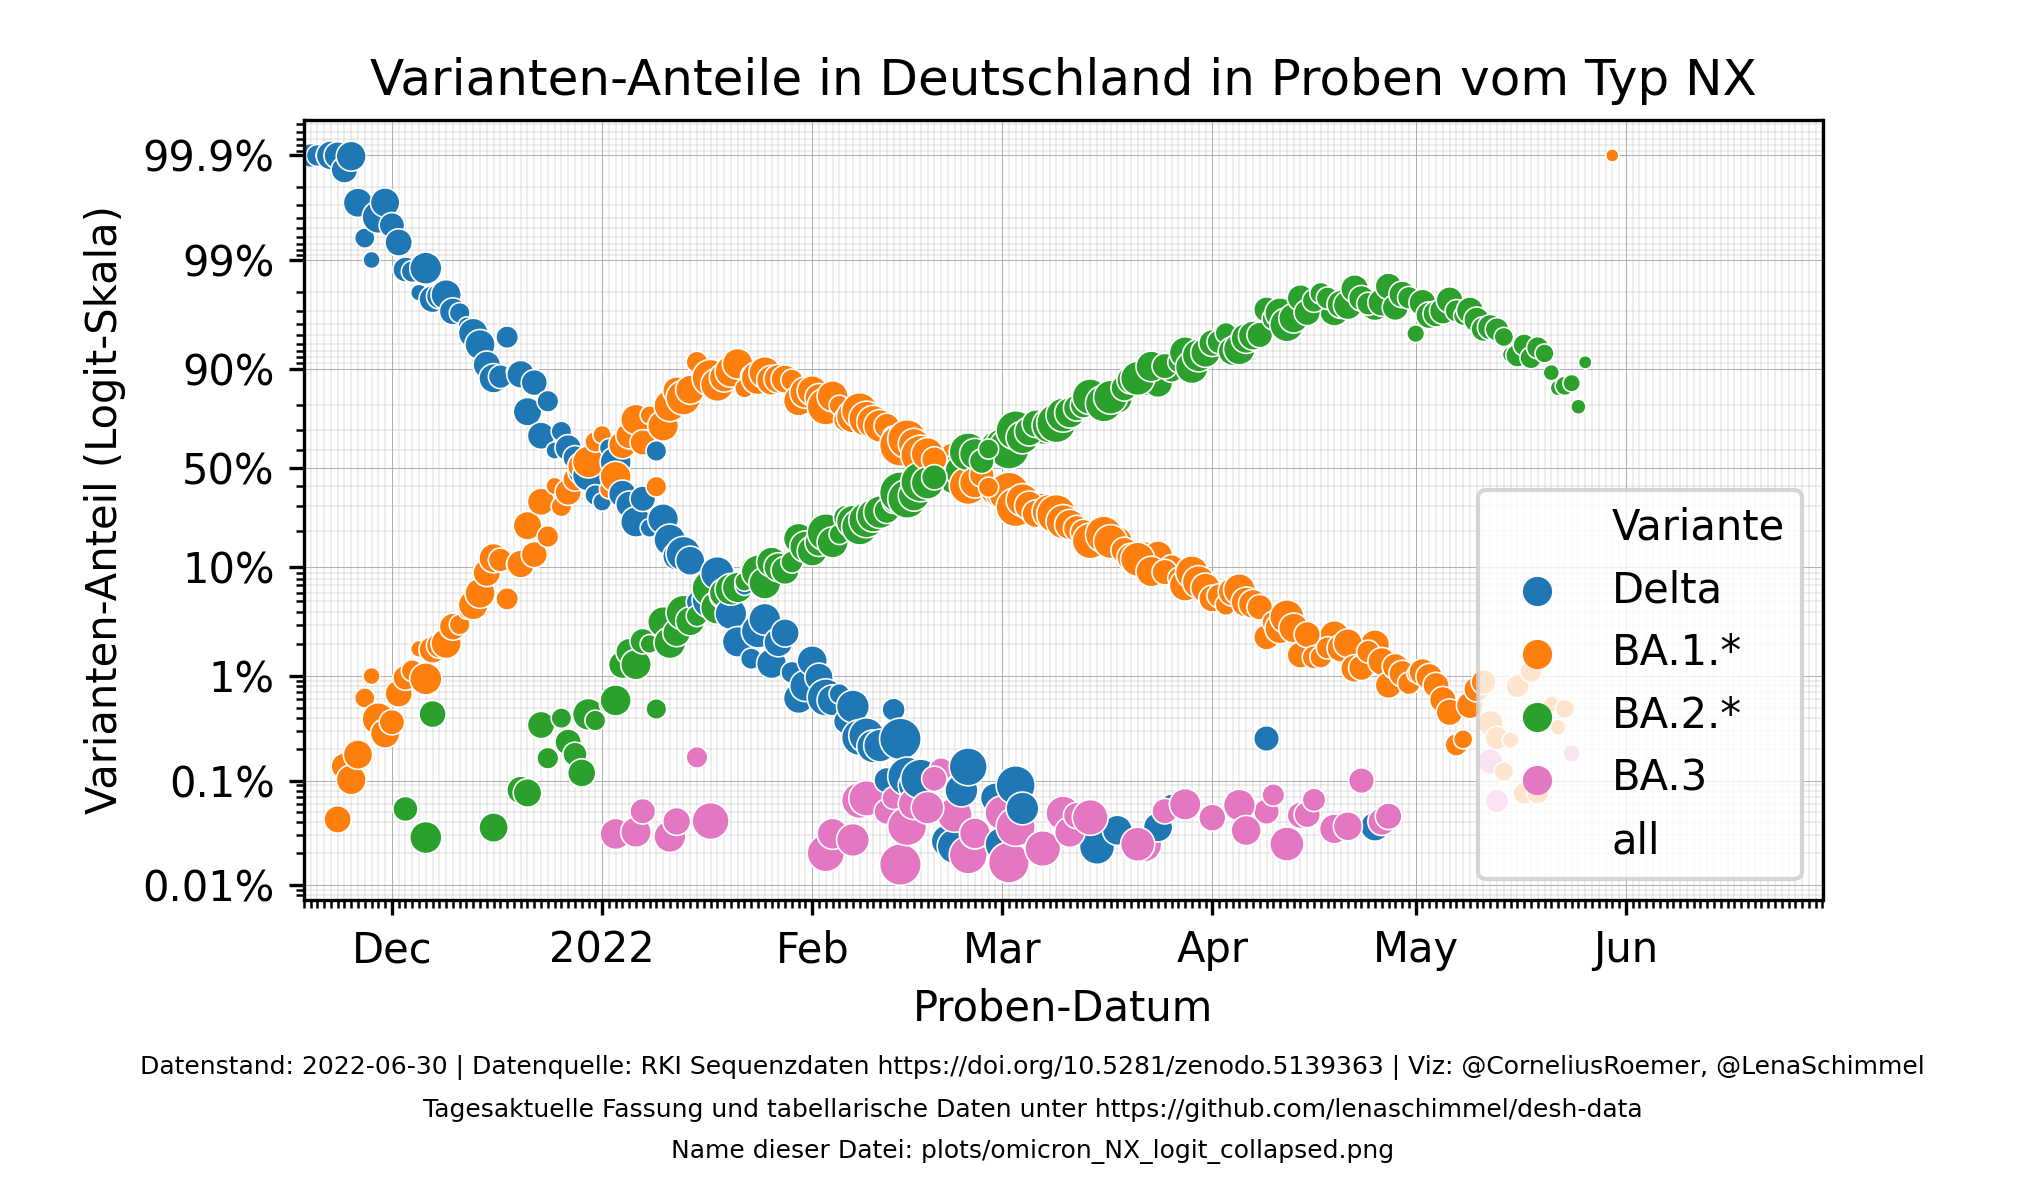 Varianten-Anteile in Deutschland in Proben vom Typ NX
Varianten-Anteil (Logit-Skala)
99.9%
99%
90%
50%
10%
1%
0.1%
0.01%
Variante
Delta
BA.1.*
BA.2.*
BA.3
all
Dec
2022
Feb
Mar
Apr
May
Jun
Proben-Datum
Datenstand: 2022-06-30 | Datenquelle: RKI Sequenzdaten https://doi.org/10.5281/zenodo.5139363 | Viz: @CorneliusRoemer, @LenaSchimmel
Tagesaktuelle Fassung und tabellarische Daten unter https://github.com/lenaschimmel/desh-data
Name dieser Datei: plots/omicron_NX_logit_collapsed.png